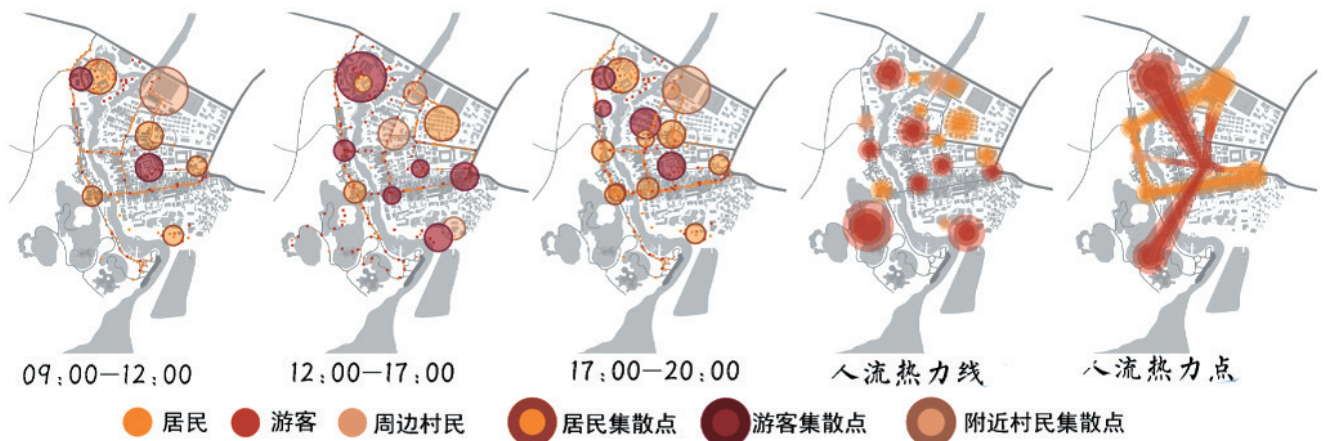 09:00—12:00
12:00—17:00
17:00—20:00
人流热力线
人流热力点
居民
游客
周边村民
居民集散点
游客集散点
附近村民集散点